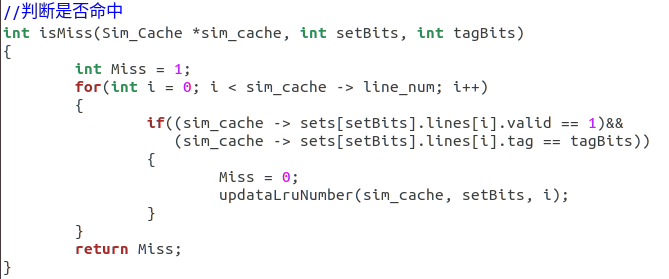 //判断是否命中
int isMiss(Sim_Cache *sim_cache, int setBits, int tagBits)
{
        int Miss = 1;
        for(int i = 0; i < sim_cache -> line_num; i++)
        {
                if((sim_cache -> sets[setBits].lines[i].valid == 1)&&
                   (sim_cache -> sets[setBits].lines[i].tag == tagBits))
                {
                        Miss = 0;
                        updataLruNumber(sim_cache, setBits, i);
                }
        }
        return Miss;
}